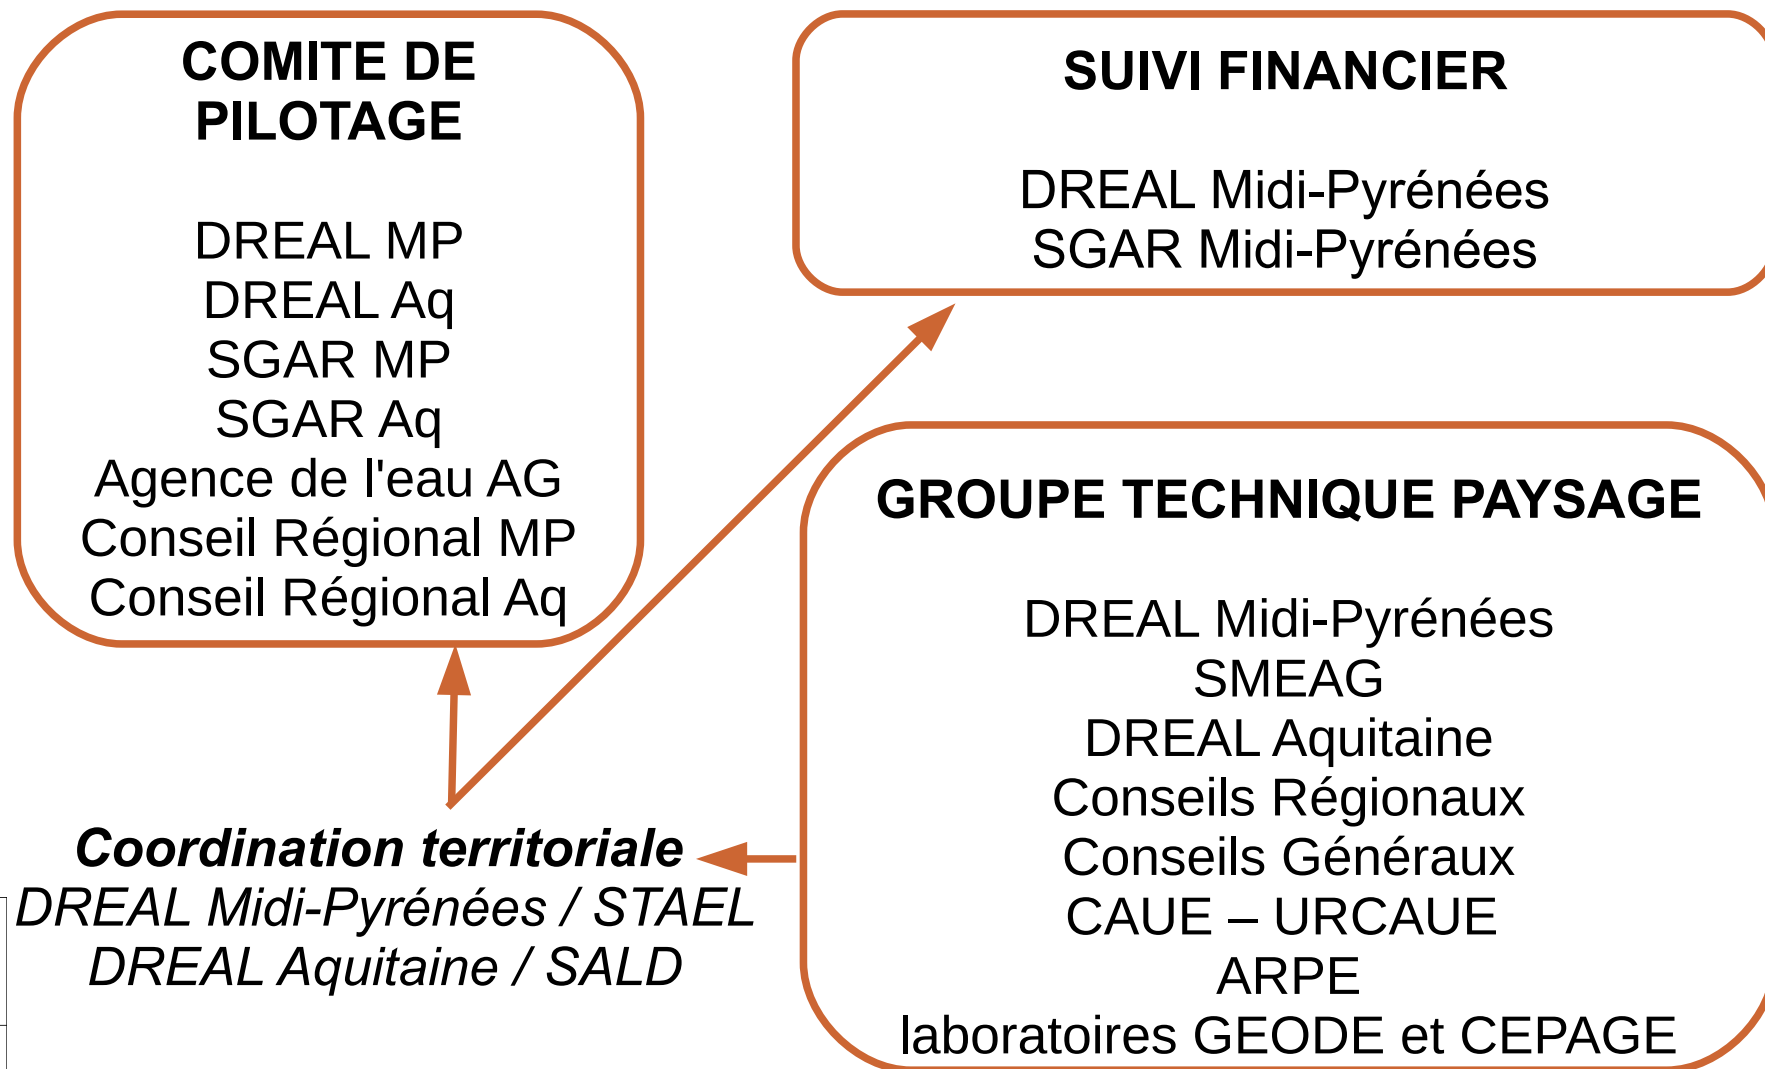 COMITE DE
PILOTAGE
DREAL MP
DREAL Aq
SGAR MP
SGAR Aq
Agence de l'eau AG
Conseil Régional MP
Conseil Régional Aq
SUIVI FINANCIER
DREAL Midi-Pyrénées
SGAR Midi-Pyrénées
GROUPE TECHNIQUE PAYSAGE
DREAL Midi-Pyrénées
SMEAG
DREAL Aquitaine
Conseils Régionaux
Conseils Généraux
CAUE – URCAUE
ARPE
laboratoires GEODE et CEPAGE
Coordination territoriale
DREAL Midi-Pyrénées / STAEL
DREAL Aquitaine / SALD